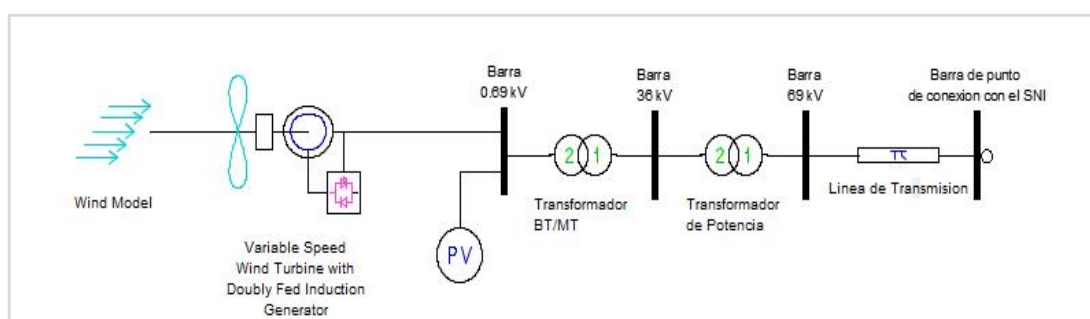 Wind Model
Variable Speed
Wind Turbine with
Doubly Fed Induction
Generator
PV
Barra
0.69 kV
2 1
Transformador
BT/MT
Barra
36 kV
2 1
Transformador
de Potencia
Barra
69 kV
Linea de Transmision
Barra de punto
de conexion con el SNI